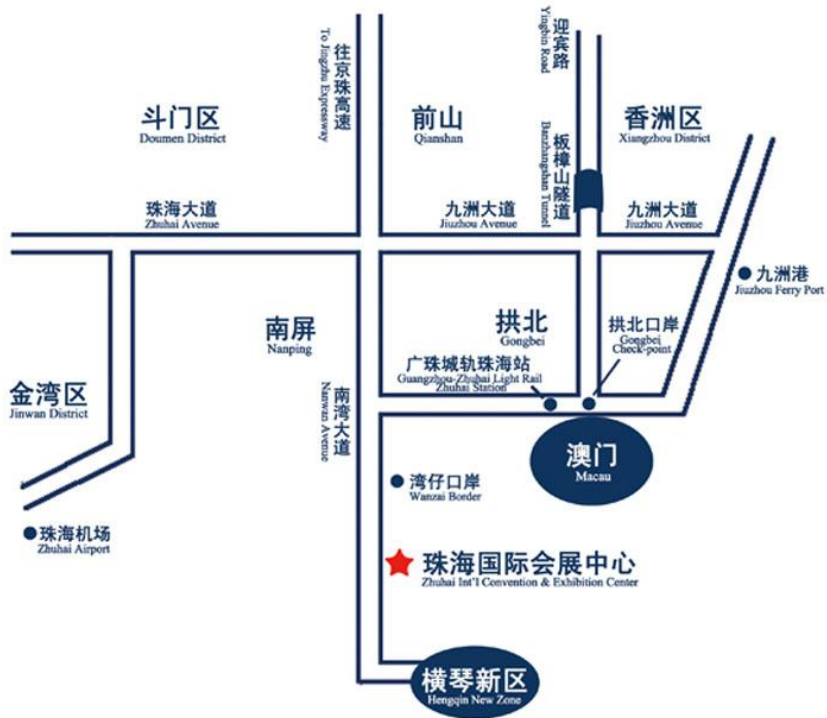 往京珠高速
To Jingzhu Expressway
迎宾路
Yingbin Road
斗门区
Doumen District
前山
Qianshan
板樟山隧道
Banzhangshan Tunnel
香洲区
Xiangzhou District
珠海大道
Zhuhai Avenue
九洲大道
Jiuzhou Avenue
九洲大道
Jiuzhou Avenue
九洲港
Jiuzhou Ferry Port
南屏
Nanping
拱北
Gongbei
拱北口岸
Gongbei
Check-point
广珠城轨珠海站
Guangzhou-Zhuhai Light Rail
Zhuhai Station
金湾区
Jinwan District
南湾大道
Nanwan Avenue
澳门
Macau
湾仔口岸
Wanzai Border
珠海机场
Zhuhai Airport
珠海国际会展中心
Zhuhai Int'l Convention & Exhibition Center
横琴新区
Hengqin New Zone